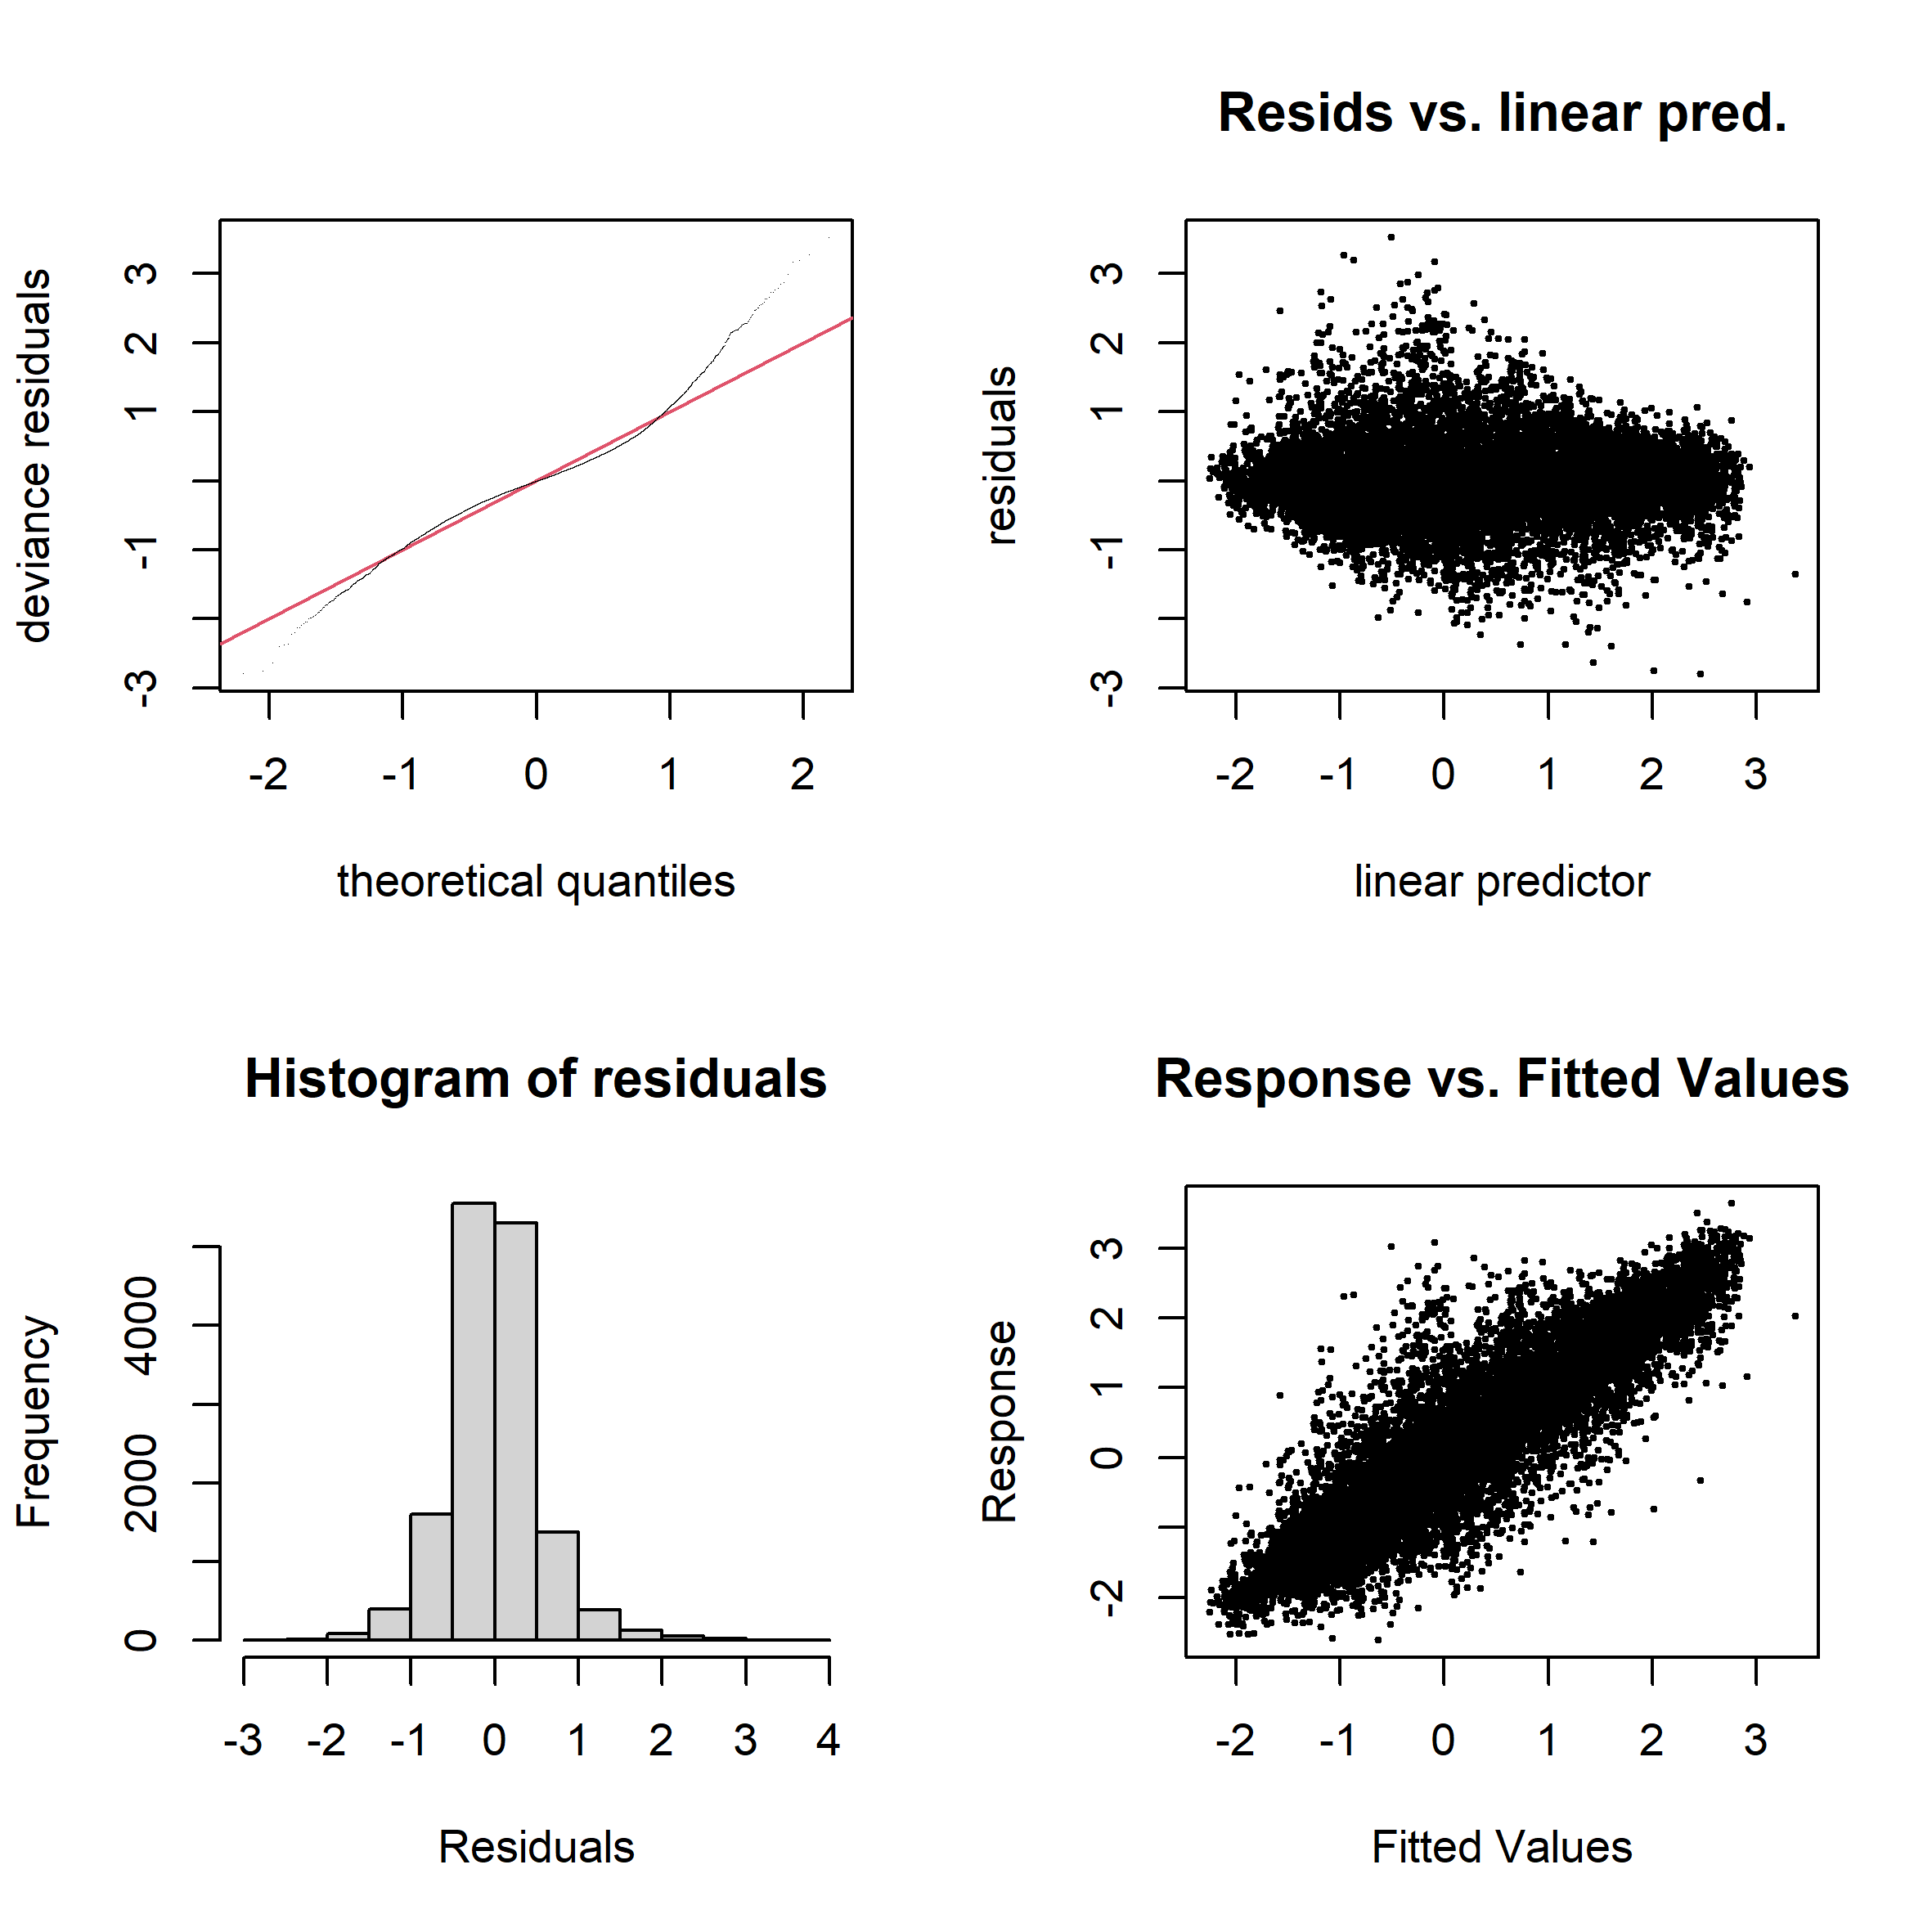 deviance residuals
3
2
1
-1
-3
-2 -1 0 1 2
theoretical quantiles
Resids vs. linear pred.
residuals
3
2
1
-1
-3
-2 -1 0 1 2 3
linear predictor
Histogram of residuals
Frequency
4000
2000
0
-3 -2 -1 0 1 2 3 4
Residuals
Response vs. Fitted Values
Response
3
2
1
0
-2
-2 -1 0 1 2 3
Fitted Values